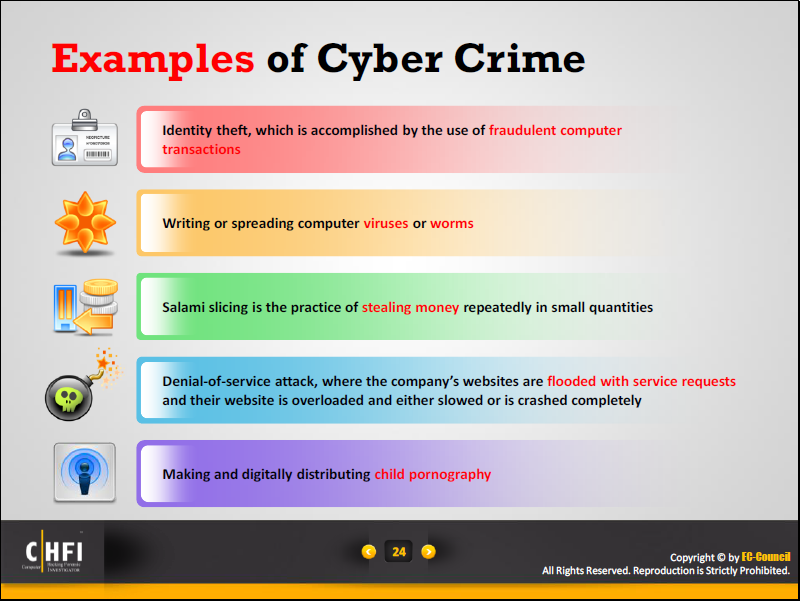 Examples of Cyber Crime
Identity theft, which is accomplished by the use of fraudulent computer
transactions
Writing or spreading computer viruses or worms
Salami slicing is the practice of stealing money repeatedly in small quantities
Denial-of-service attack, where the company’s websites are flooded with service requests
and their website is overloaded and either slowed or is crashed completely
Making and digitally distributing child pornography
CHFI
Computer Hacking Forensic
INVESTIGATOR
24
Copyright © by EC-Council
All Rights Reserved. Reproduction is Strictly Prohibited.